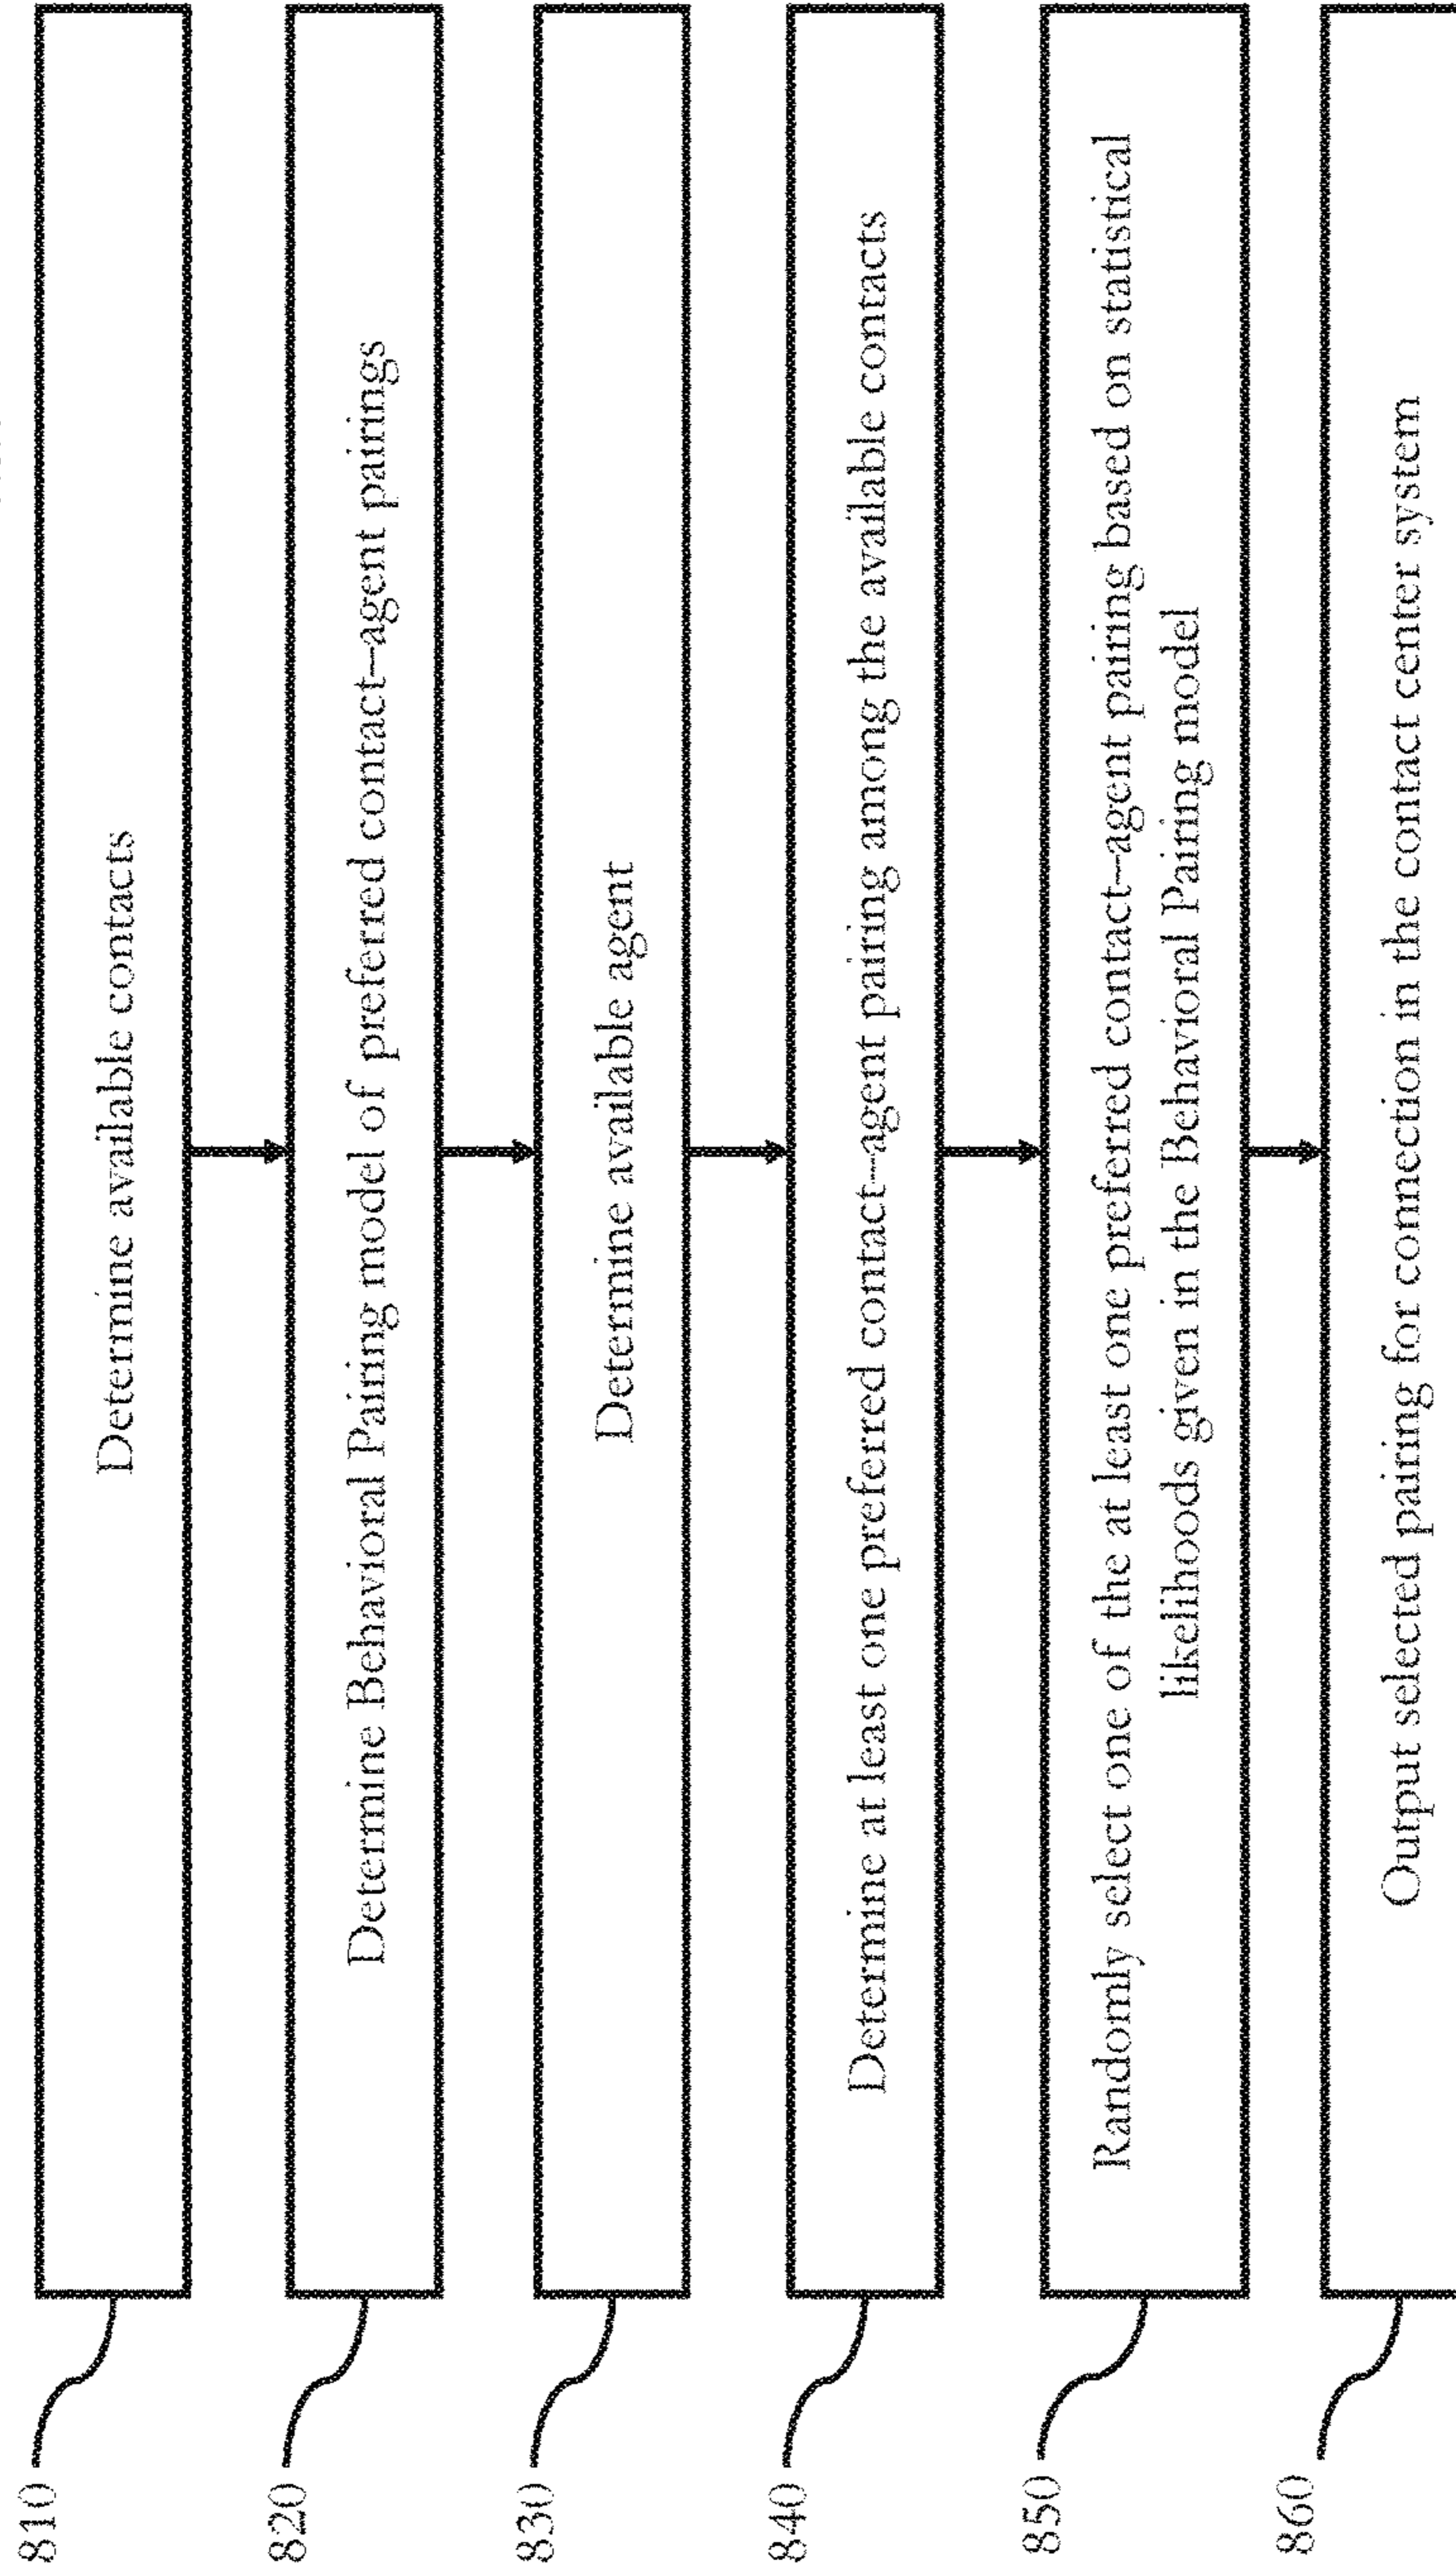 810
Determine available contacts
820
Determine Behavioral Pairing model of preferred contact–agent pairings
830
Determine available agent
840
Determine at least one preferred contact–agent pairing among the available contacts
850
Randomly select one of the at least one preferred contact–agent pairing based on statistical
likelihoods given in the Behavioral Pairing model
860
Output selected pairing for connection in the contact center system